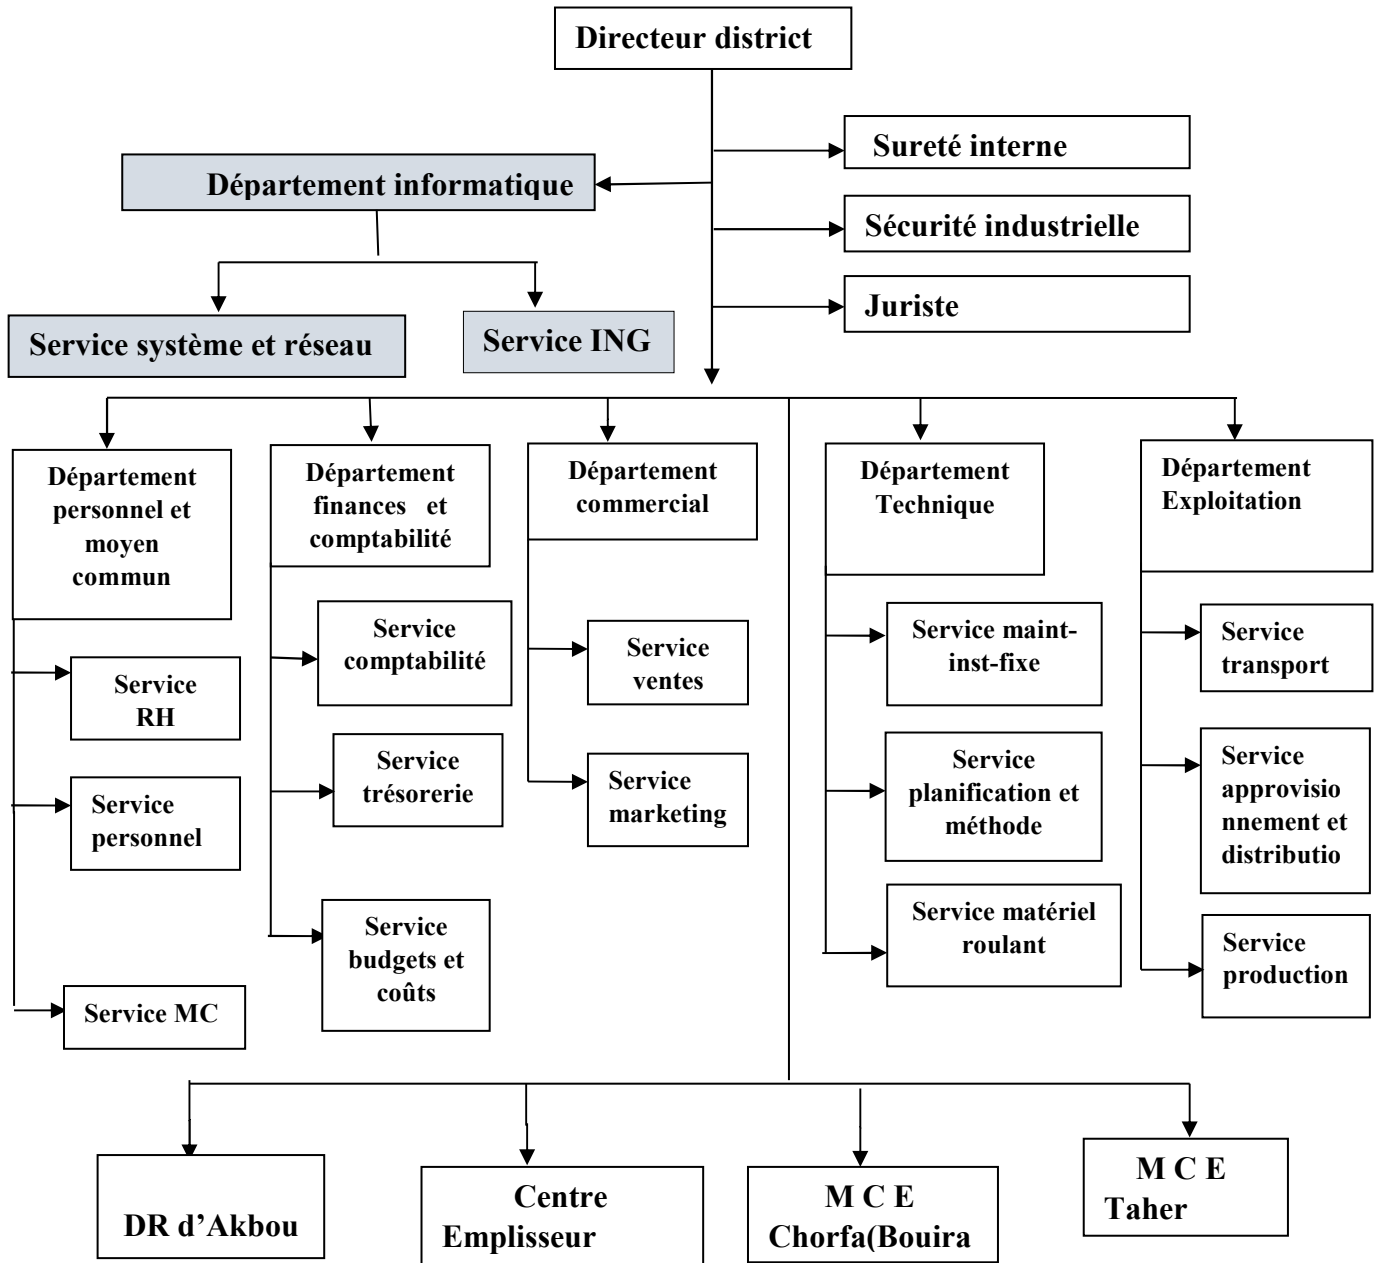 Directeur district
Sureté interne
Département informatique
Sécurité industrielle
Juriste
Service système et réseau
Service ING
Département
personnel et
moyen
commun
Département
finances et
comptabilité
Département
commercial
Département
Technique
Département
Exploitation
Service
RH
Service
personnel
Service MC
Service
comptabilité
Service
trésorerie
Service
budgets et
coûts
Service
ventes
Service
marketing
Service maint-
inst-fixe
Service
planification et
méthode
Service matériel
roulant
Service
transport
Service
approvisio
nnement et
distributio
Service
production
DR d’Akbou
Centre
Emplisseur
M C E
Chorfa(Bouira
M C E
Taher